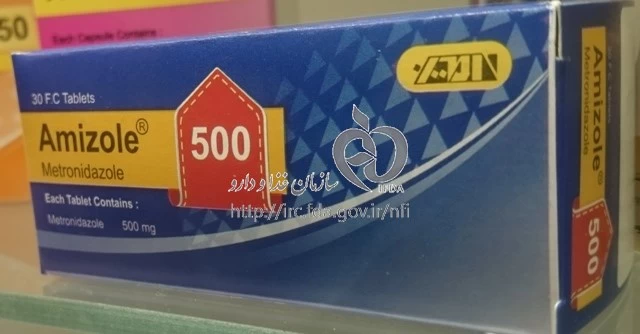 50
Each Capsule Contains :
30 F.C Tablets
Amizole®
Metronidazole
500
Each Tablet Contains :
Metronidazole 500 mg
سازمان غذا و دارو
IFDA
http://irc.fda.gov.ir/nfi
Amizole®
Metronidazole
500